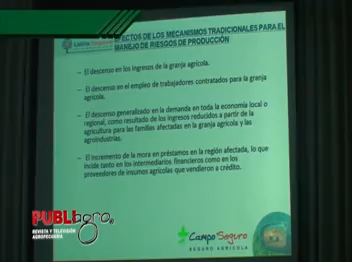 Latina Seguros
EFECTOS DE LOS MECANISMOS TRADICIONALES PARA EL
MANEJO DE RIESGOS DE PRODUCCIÓN
– El descenso en los ingresos de la granja agrícola.
– El descenso en el empleo de trabajadores contratados para la granja
agrícola.
– El descenso generalizado en la demanda en toda la economía local o
regional, como resultado de los ingresos reducidos a partir de la
agricultura para las familias afectadas en la granja agrícola y las
agroindustrias.
– El incremento de la mora en préstamos en la región afectada, lo que
incide tanto en los intermediarios financieros como en los
proveedores de insumos agrícolas que vendieron a crédito.
PUBLIagro
REVISTA Y TELEVISIÓN
AGROPECUARIA
CampoSeguro
SEGURO AGRICOLA